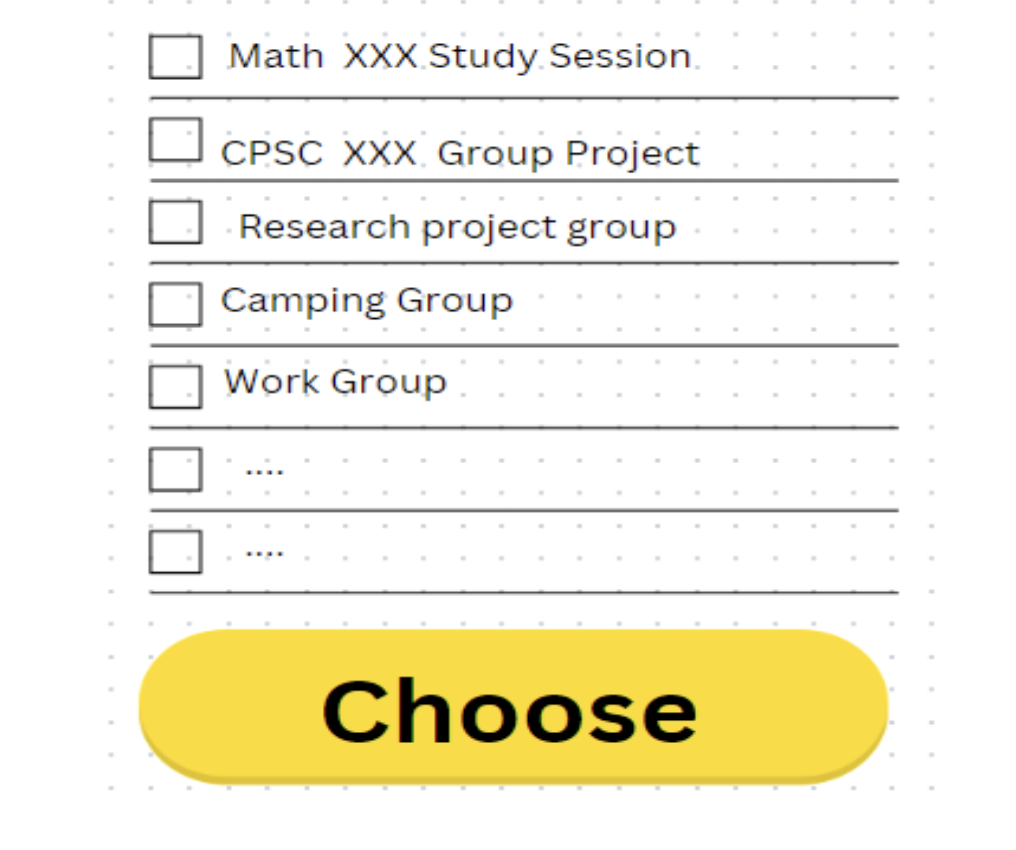 Math XXX Study Session
CPSC XXX Group Project
Research project group
Camping Group
Work Group
....
....
Choose